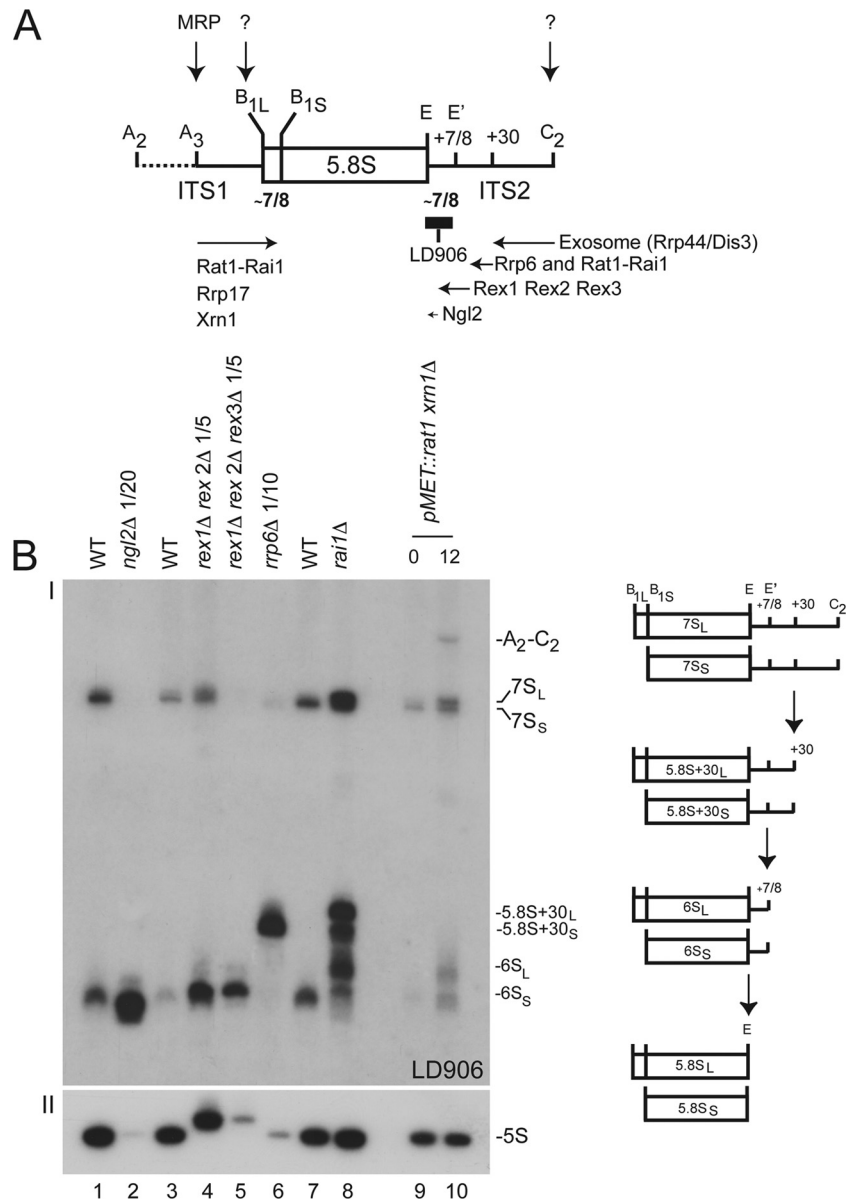 A
MRP ? ?
B1L B1S
A2 A3 E E' C2
+7/8 +30
5.8S
ITS1 ~7/8 ~7/8 ITS2
LD906
Exosome (Rrp44/Dis3)
Rat1-Rai1 Rrp6 and Rat1-Rai1
Rrp17 Rex1 Rex2 Rex3
Xrn1 Ngl2
B
WT
ngl2Δ 1/20
WT
rex1Δ rex 2Δ 1/5
rex1Δ rex 2Δ rex3Δ 1/5
rrp6Δ 1/10
WT
rai1Δ
pMET::rat1 xrn1Δ
0 12
I
-A2-C2
7SL
7SS
-5.8S+30L
-5.8S+30S
-6SL
-6SS
LD906
II
-5S
1 2 3 4 5 6 7 8 9 10
B1L B1S E E' C2
+7/8 +30
7SL
7SS
+30
5.8S+30L
5.8S+30S
+7/8
6SL
6SS
E
5.8SL
5.8SS